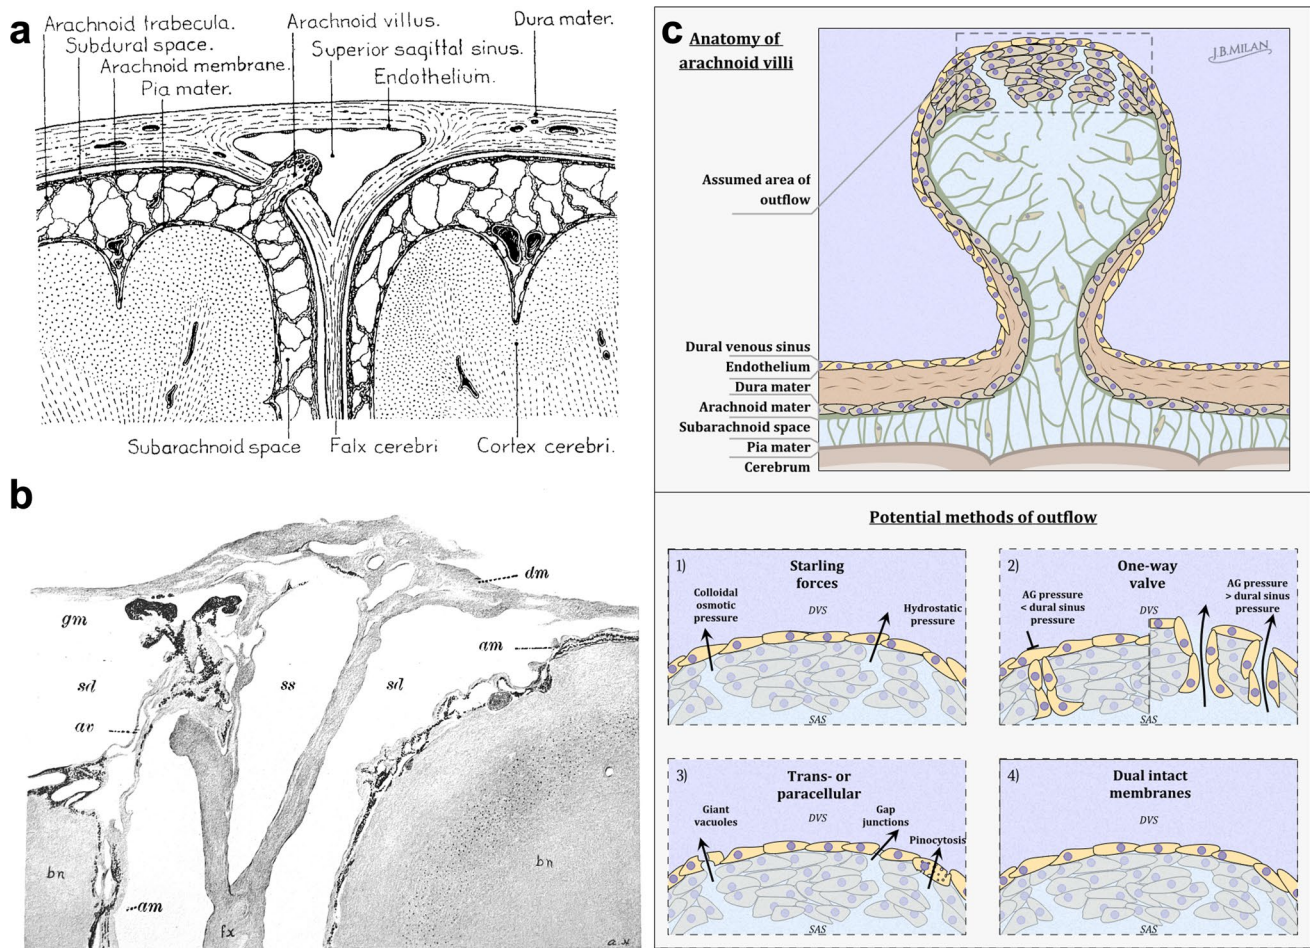 a
Arachnoid trabecula.
Subdural space.
Arachnoid membrane.
Pia mater.
Arachnoid villus.
Superior sagittal sinus.
Endothelium.
Dura mater.
Subarachnoid space
Falx cerebri
Cortex cerebri.
b
dm
gm
am
sd
ss
sd
av
bn
bn
am
fx
a. H
c
Anatomy of
arachnoid villi
J.B.MILAN
Assumed area of
outflow
Dural venous sinus
Endothelium
Dura mater
Arachnoid mater
Subarachnoid space
Pia mater
Cerebrum
Potential methods of outflow
1)
Starling
forces
DVS
Colloidal
osmotic
pressure
Hydrostatic
pressure
SAS
2)
One-way
valve
DVS
AG pressure
< dural sinus
pressure
AG pressure
> dural sinus
pressure
SAS
3)
Trans- or
paracellular
DVS
Giant
vacuoles
Gap
junctions
Pinocytosis
SAS
4)
Dual intact
membranes
DVS
SAS